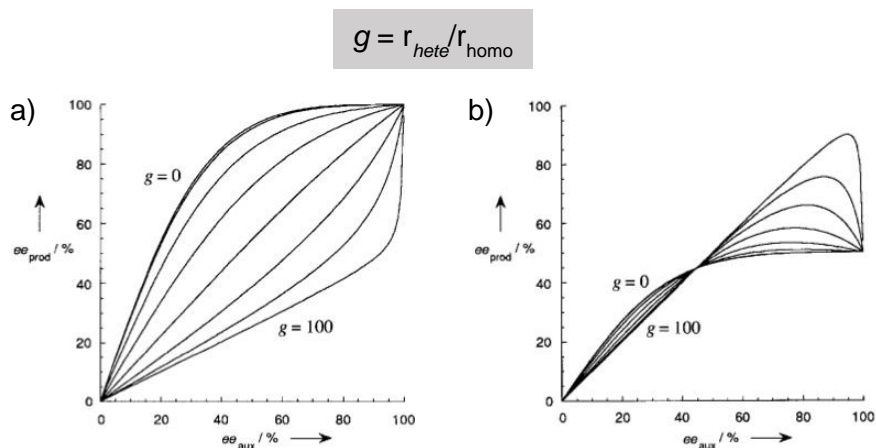 g = r_hete/r_homo
a)
100
80
60
40
20
0
ee_prod / %
g = 0
g = 100
0 20 40 60 80 100
ee_aux / %
b)
100
80
60
40
20
0
ee_prod / %
g = 0
g = 100
0 20 40 60 80 100
ee_aux / %